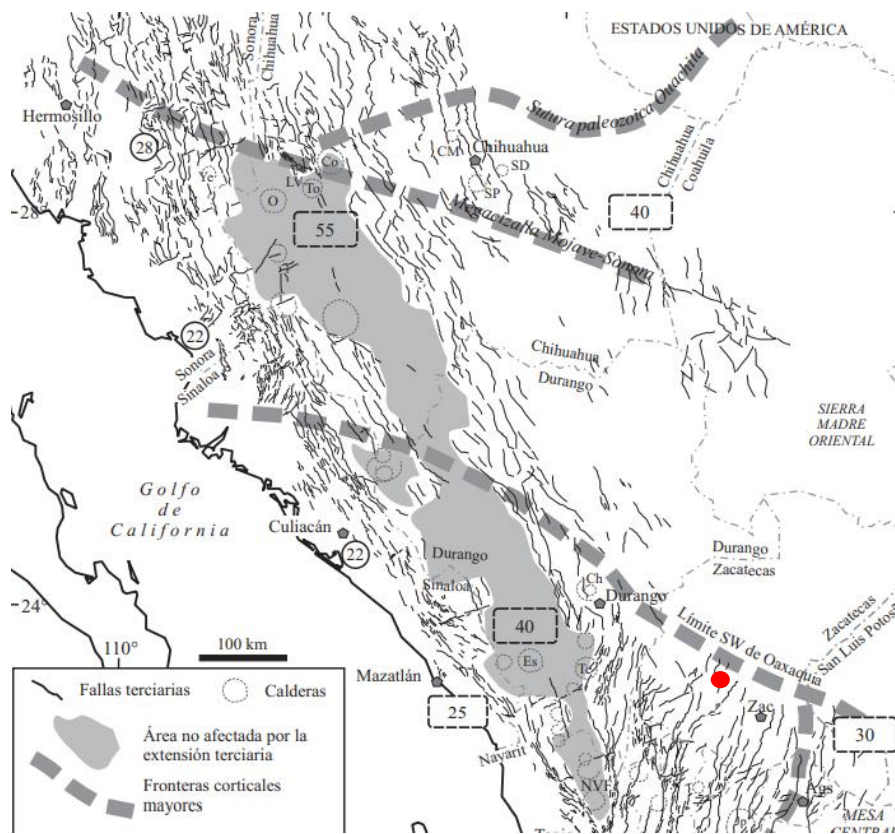 ESTADOS UNIDOS DE AMÉRICA
Sonora
Chihuahua
Hermosillo
Sutura paleozoica Ouachita
28
CM
Chihuahua
SD
SP
Chihuahua
Coahuila
Co
LV
To
Yc
O
28°
55
40
Megacizalla Mojave-Sonora
22
Sonora
Sinaloa
Chihuahua
Durango
SIERRA
MADRE
ORIENTAL
Golfo
de
California
Culiacán
22
Durango
Sinaloa
Durango
Zacatecas
Ch
Durango
24°
40
Límite SW de Oaxaquia
Zacatecas
San Luis Potosí
110°
100 km
Es
Te
Mazatlán
25
Zac
30
Nayarit
NVF
Ags
MESA
CENTRAL
Fallas terciarias
Calderas
Área no afectada por la
extensión terciaria
Fronteras corticales
mayores